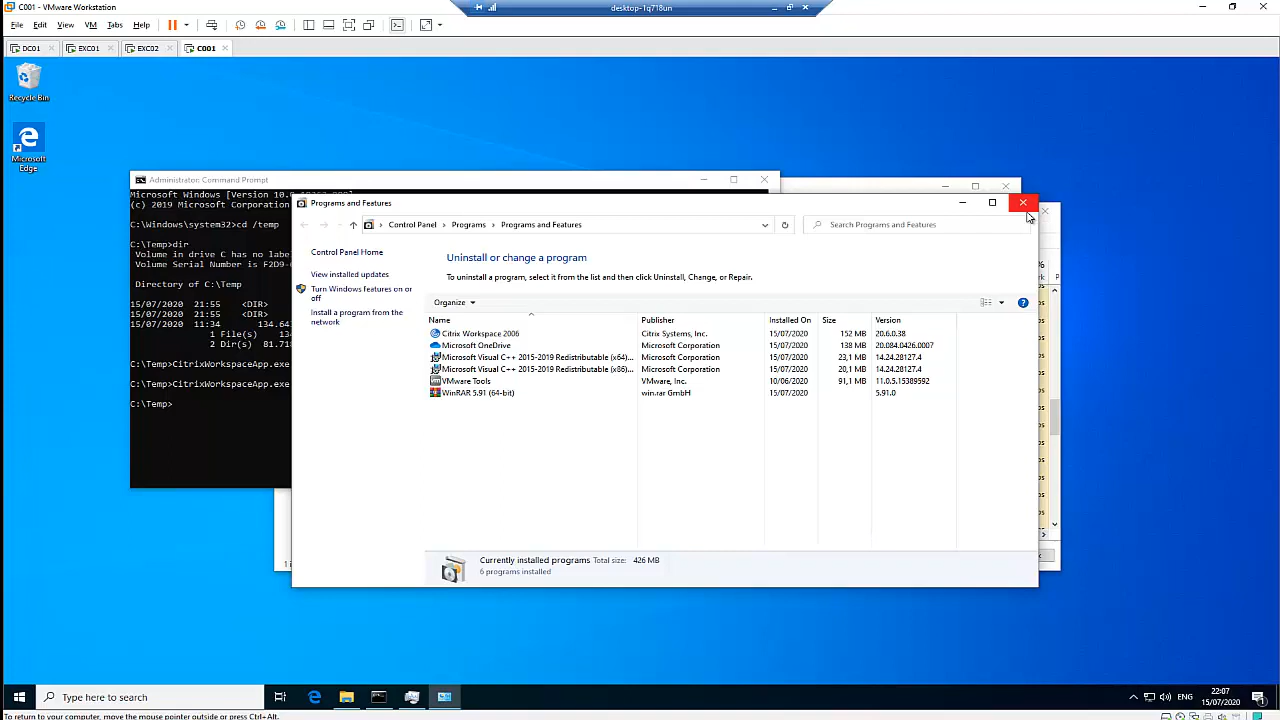 C001 - VMware Workstation
desktop-1q718un
File Edit View VM Tabs Help
DC01 EXC01 EXC02 C001
Recycle Bin
Microsoft
Edge
Administrator: Command Prompt
(c) 2019 Microsoft Corporation
C:\Windows\system32>cd /temp
C:\Temp>dir
Volume in drive C has no labe
Volume Serial Number is F2D9-6
Directory of C:\Temp
15/07/2020 21:55 <DIR>
15/07/2020 21:55 <DIR>
15/07/2020 11:34 134.643
1 File(s) 134
2 Dir(s) 81.718
C:\Temp>CitrixWorkspaceApp.exe
C:\Temp>CitrixWorkspaceApp.exe
C:\Temp>
Programs and Features
Control Panel > Programs > Programs and Features
Search Programs and Features
Control Panel Home
View installed updates
Turn Windows features on or
off
Install a program from the
network
Uninstall or change a program
To uninstall a program, select it from the list and then click Uninstall, Change, or Repair.
Organize
Name Publisher Installed On Size Version
Citrix Workspace 2006 Citrix Systems, Inc. 15/07/2020 152 MB 20.6.0.38
Microsoft OneDrive Microsoft Corporation 15/07/2020 138 MB 20.084.0426.0007
Microsoft Visual C++ 2015-2019 Redistributable (x64)... Microsoft Corporation 15/07/2020 23,1 MB 14.24.28127.4
Microsoft Visual C++ 2015-2019 Redistributable (x86)... Microsoft Corporation 15/07/2020 20,1 MB 14.24.28127.4
VMware Tools VMware, Inc. 10/06/2020 91,1 MB 11.0.5.15389592
WinRAR 5.91 (64-bit) win.rar GmbH 15/07/2020 5.91.0
Currently installed programs Total size: 426 MB
6 programs installed
Type here to search
ENG
22:07
15/07/2020
To return to your computer, move the mouse pointer outside or press Ctrl+Alt.